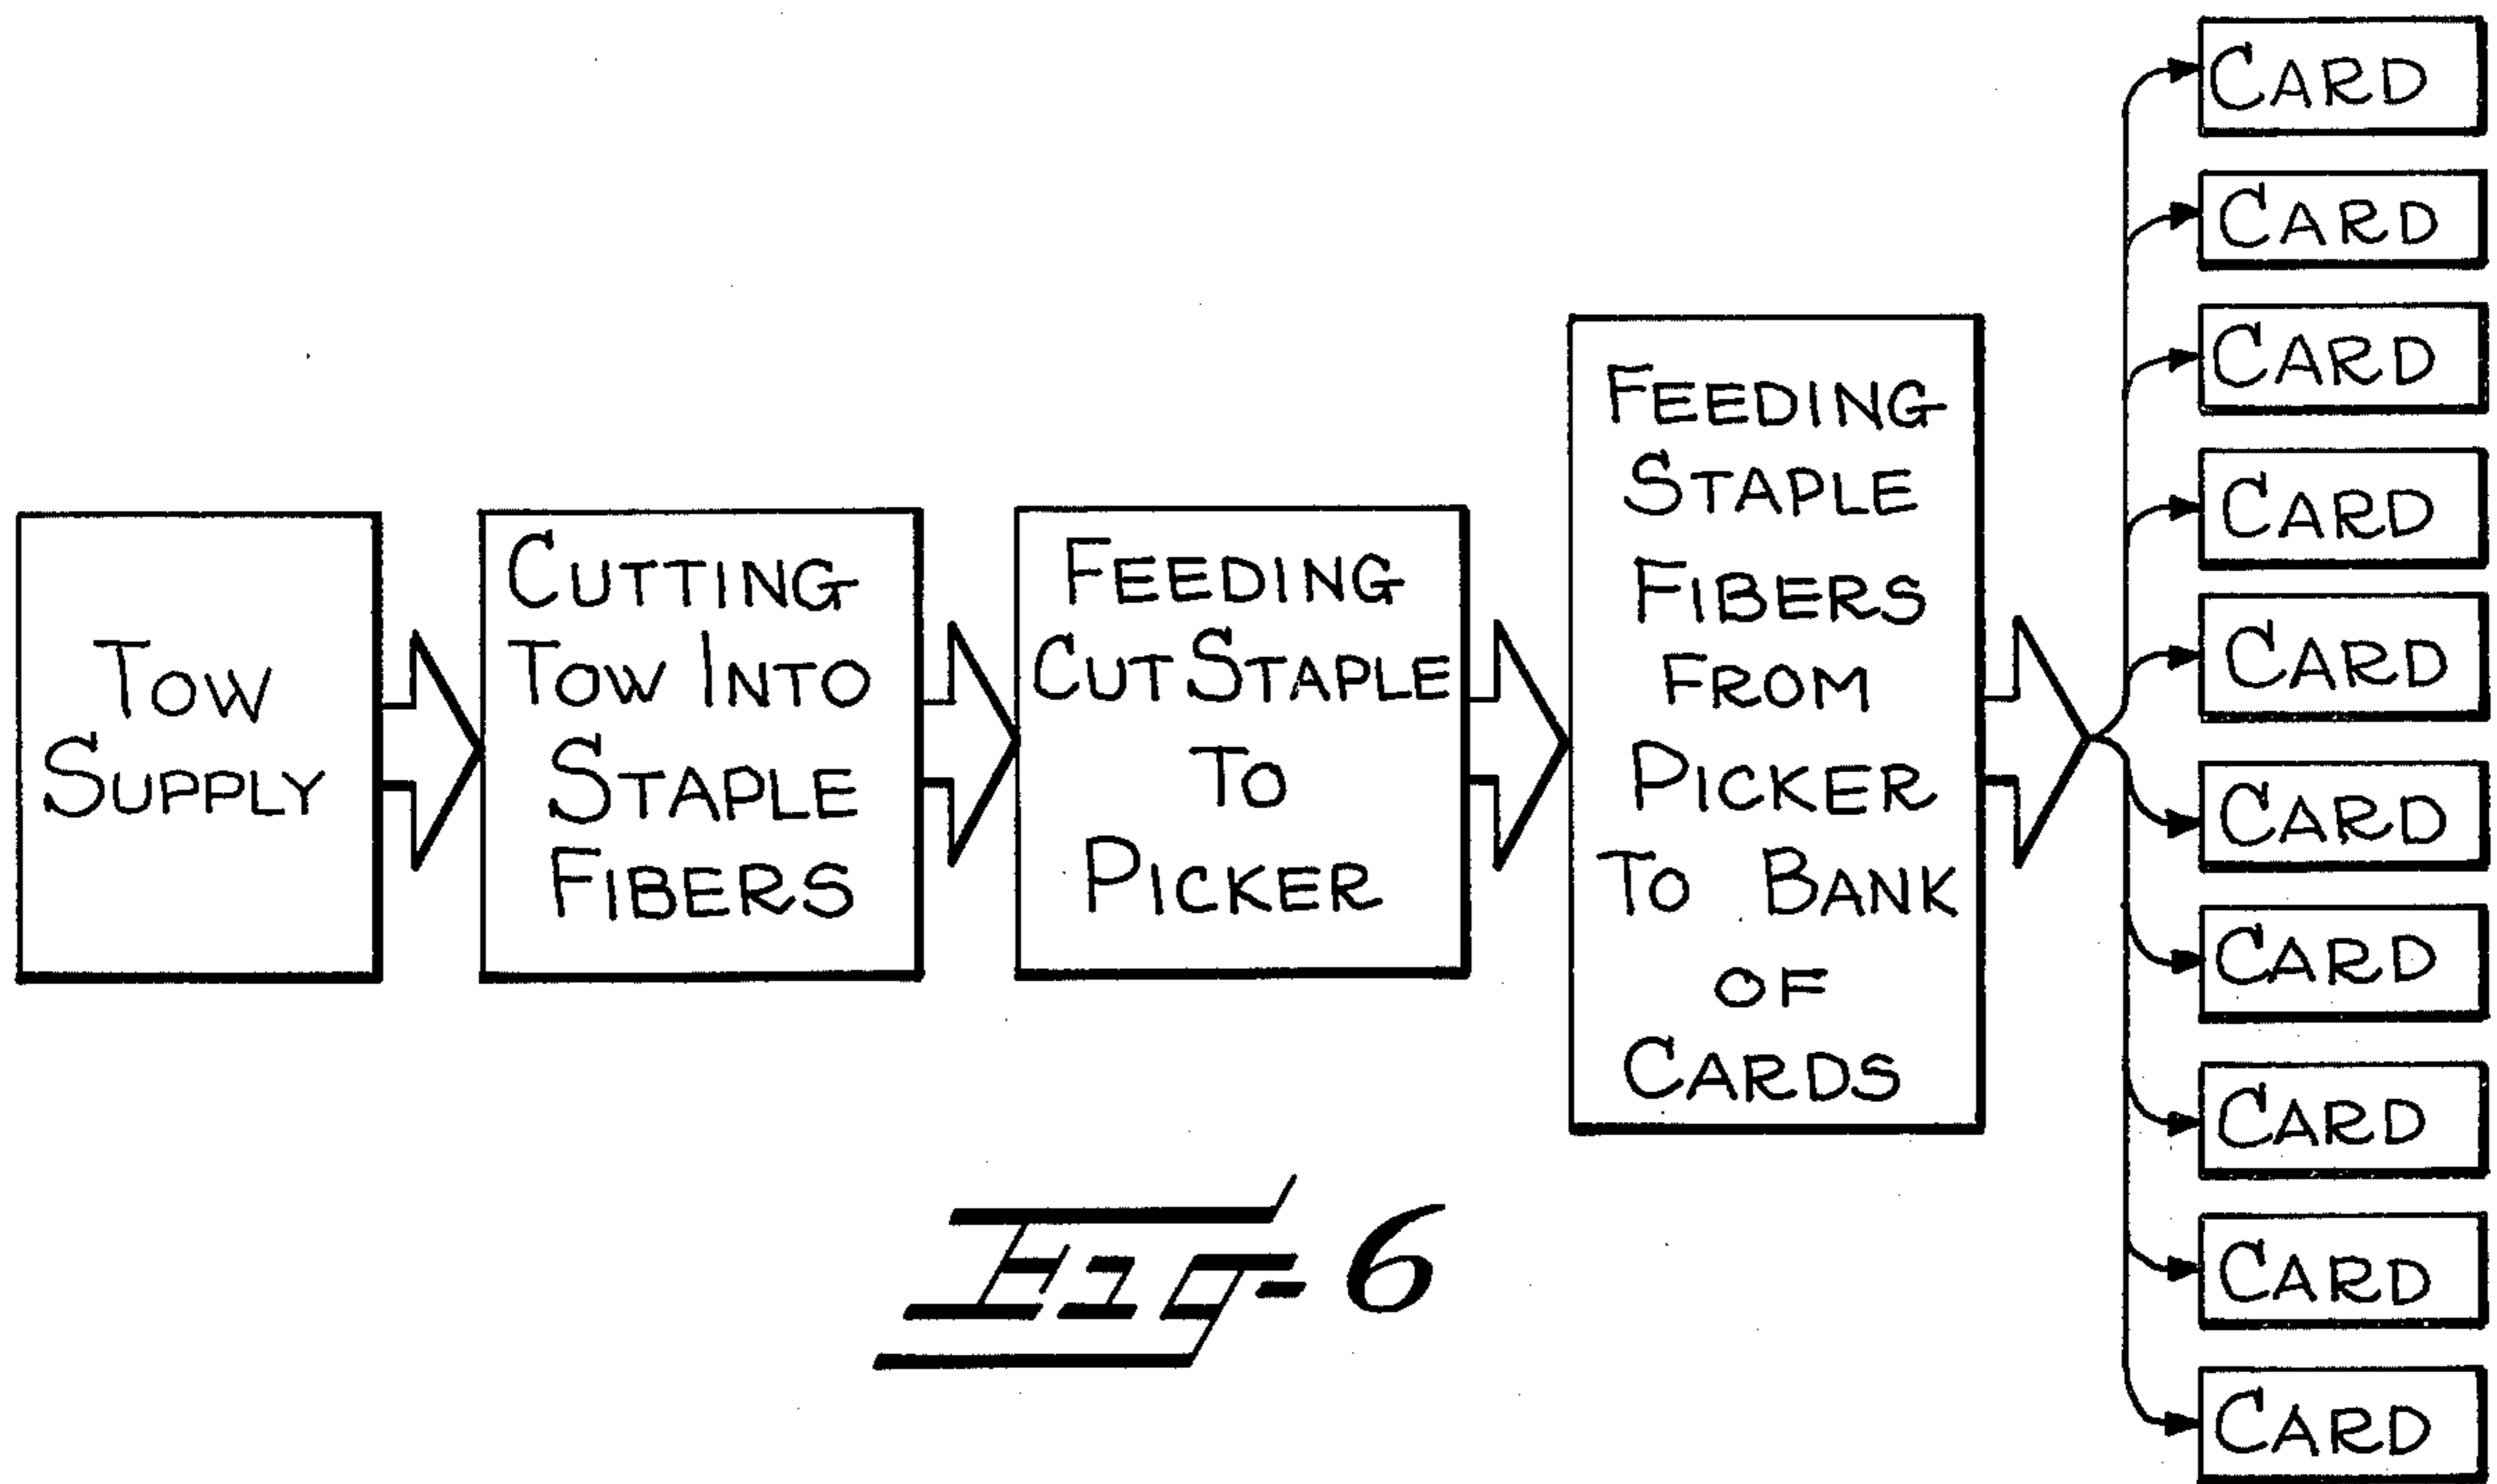 TOW
SUPPLY
CUTTING
TOW INTO
STAPLE
FIBERS
FEEDING
CUT STAPLE
TO
PICKER
FEEDING
STAPLE
FIBERS
FROM
PICKER
TO BANK
OF
CARDS
CARD
CARD
CARD
CARD
CARD
CARD
CARD
CARD
CARD
CARD
Fig-6